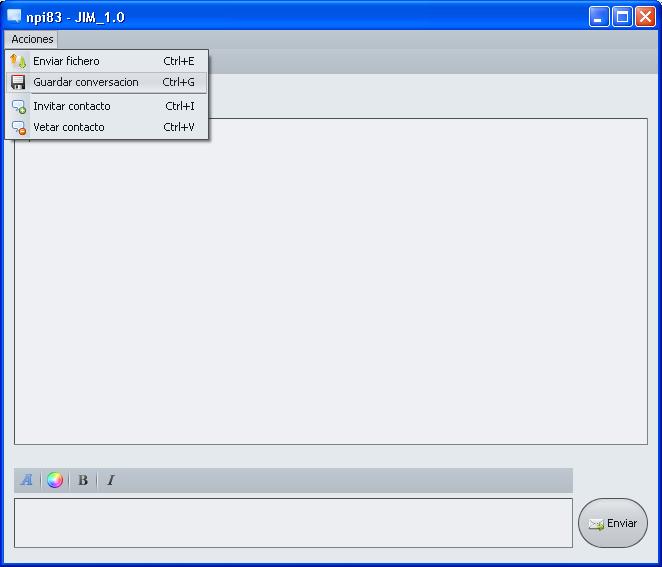 npi83 - JIM_1.0
Acciones
Enviar fichero Ctrl+E
Guardar conversacion Ctrl+G
Invitar contacto Ctrl+I
Vetar contacto Ctrl+V
A B I
Enviar